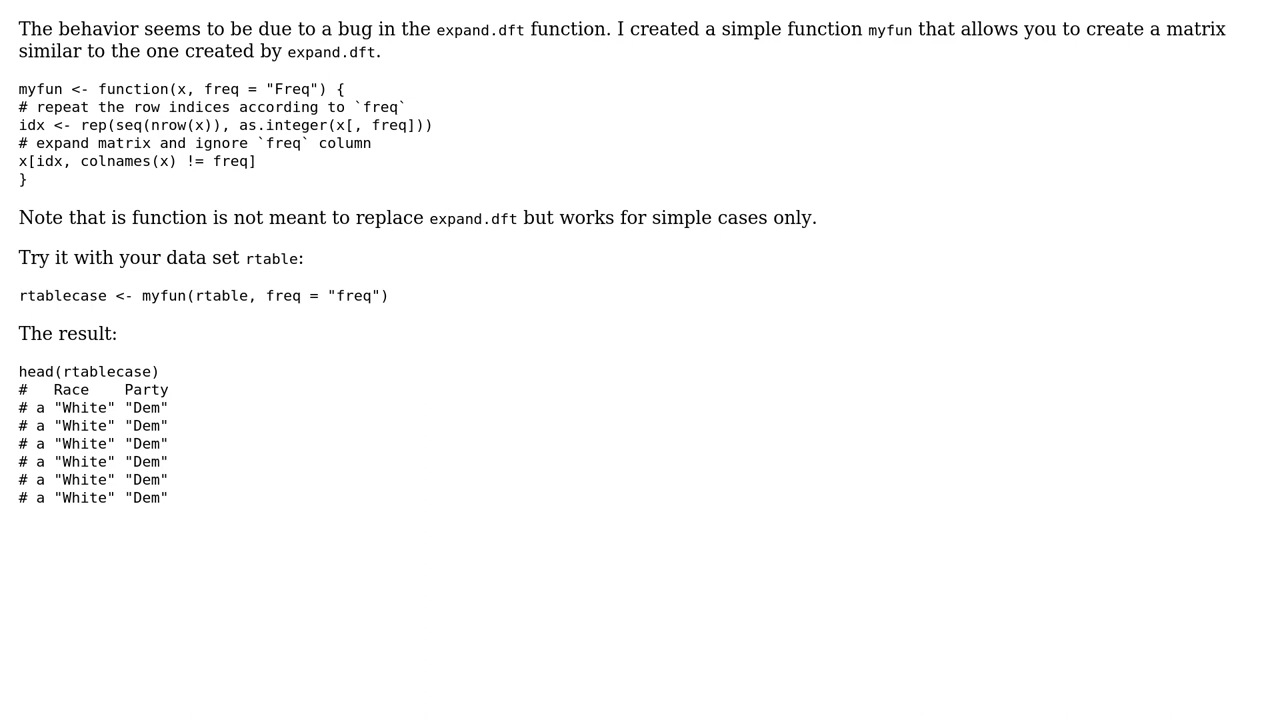 The behavior seems to be due to a bug in the expand.dft function. I created a simple function myfun that allows you to create a matrix
similar to the one created by expand.dft.
myfun <- function(x, freq = "Freq") {
# repeat the row indices according to `freq`
idx <- rep(seq(nrow(x)), as.integer(x[, freq]))
# expand matrix and ignore `freq` column
x[idx, colnames(x) != freq]
}
Note that is function is not meant to replace expand.dft but works for simple cases only.
Try it with your data set rtable:
rtablecase <- myfun(rtable, freq = "freq")
The result:
head(rtablecase)
#   Race    Party
# a "White" "Dem"
# a "White" "Dem"
# a "White" "Dem"
# a "White" "Dem"
# a "White" "Dem"
# a "White" "Dem"